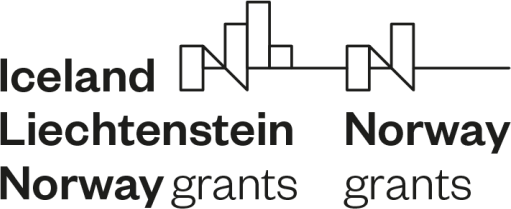 Iceland
Liechtenstein
Norway grants
Norway
grants